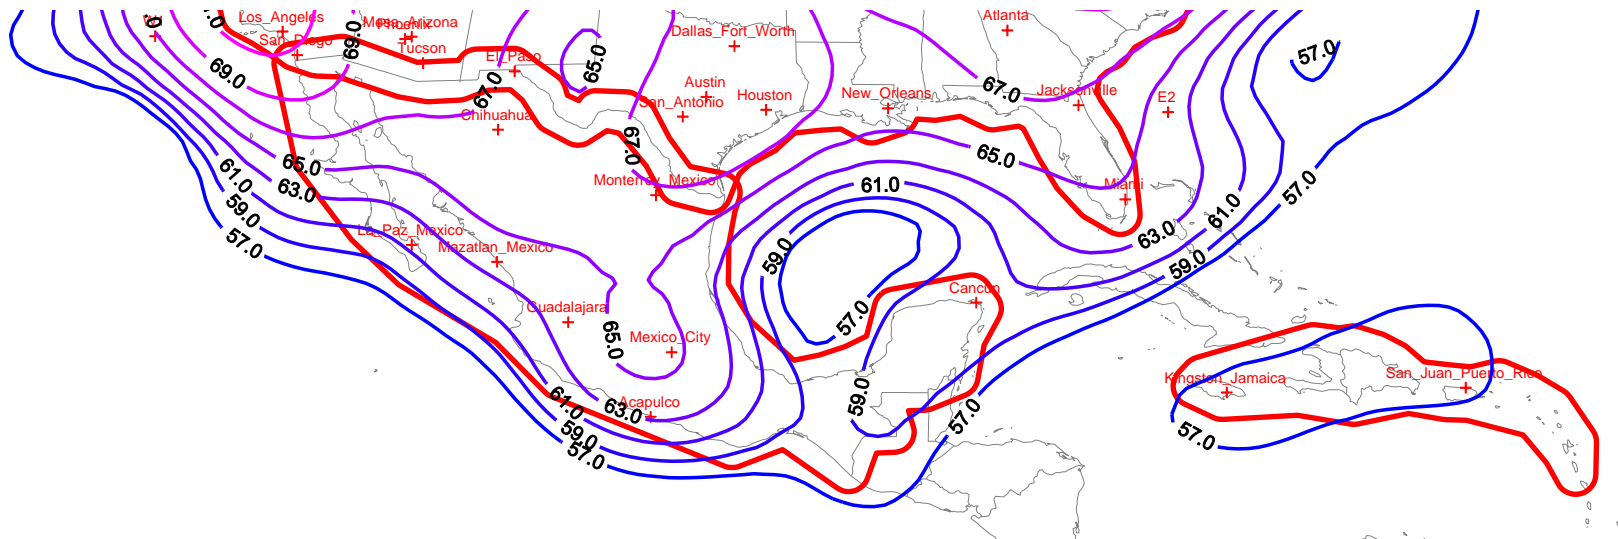 Los_Angeles
San_Diego
Mesa_Arizona
Phoenix
Tucson
El_Paso
Chihuahua
Dallas_Fort_Worth
Austin
San_Antonio
Houston
New_Orleans
Atlanta
Jacksonville
E2
Miami
Monterrey_Mexico
La_Paz_Mexico
Mazatlan_Mexico
Guadalajara
Mexico_City
Acapulco
Cancun
Kingston_Jamaica
San_Juan_Puerto_Rico
69.0
69.0
67.0
65.0
67.0
67.0
57.0
65.0
65.0
63.0
61.0
59.0
57.0
61.0
59.0
57.0
63.0
61.0
59.0
57.0
65.0
63.0
61.0
59.0
57.0
59.0
57.0
57.0